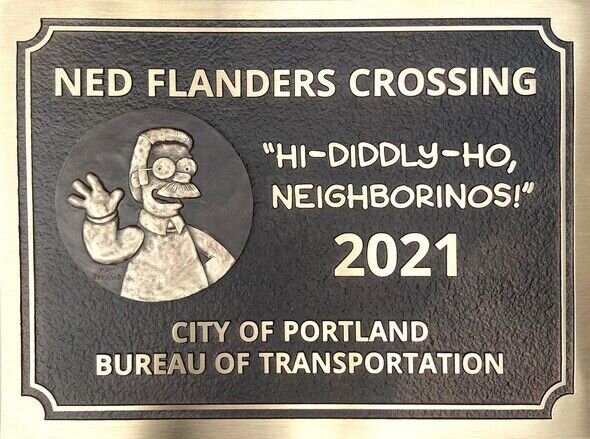 NED FLANDERS CROSSING
"HI-DIDDLY-HO,
NEIGHBORINOS!"
2021
CITY OF PORTLAND
BUREAU OF TRANSPORTATION